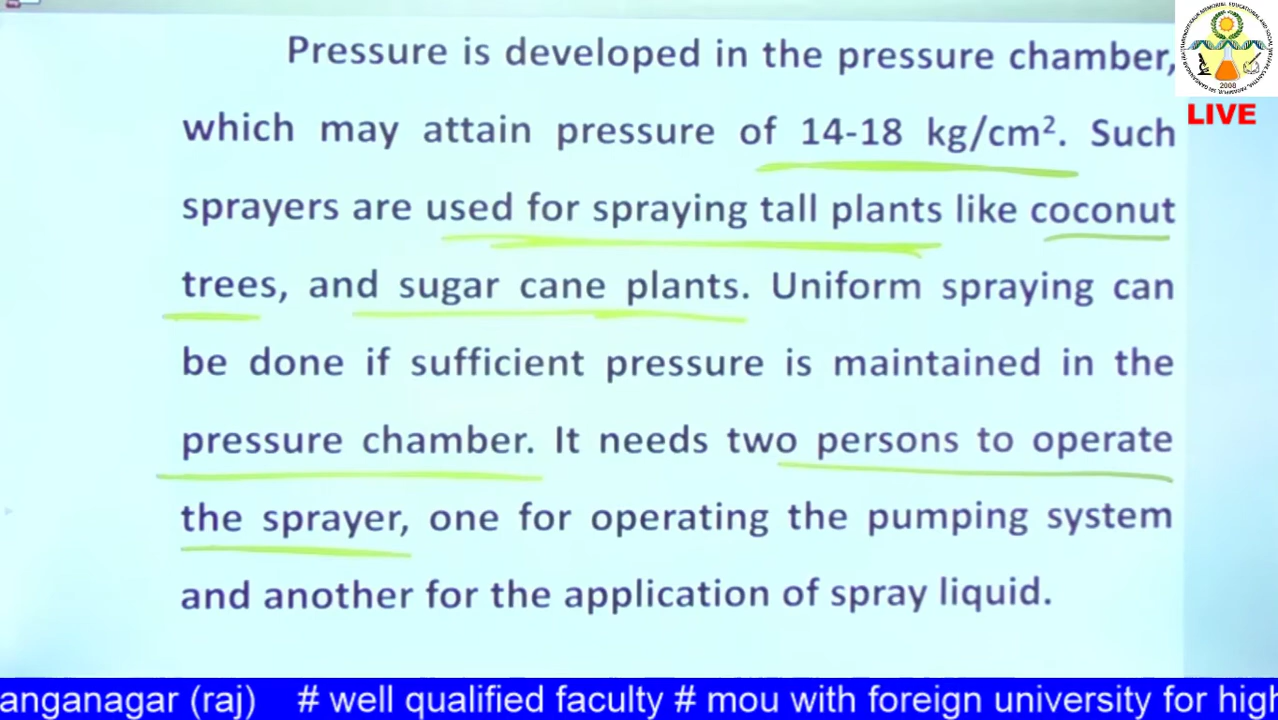 Pressure is developed in the pressure chamber,
which may attain pressure of 14-18 kg/cm². Such
sprayers are used for spraying tall plants like coconut
trees, and sugar cane plants. Uniform spraying can
be done if sufficient pressure is maintained in the
pressure chamber. It needs two persons to operate
the sprayer, one for operating the pumping system
and another for the application of spray liquid.
2008
LIVE
anganagar (raj) # well qualified faculty # mou with foreign university for high